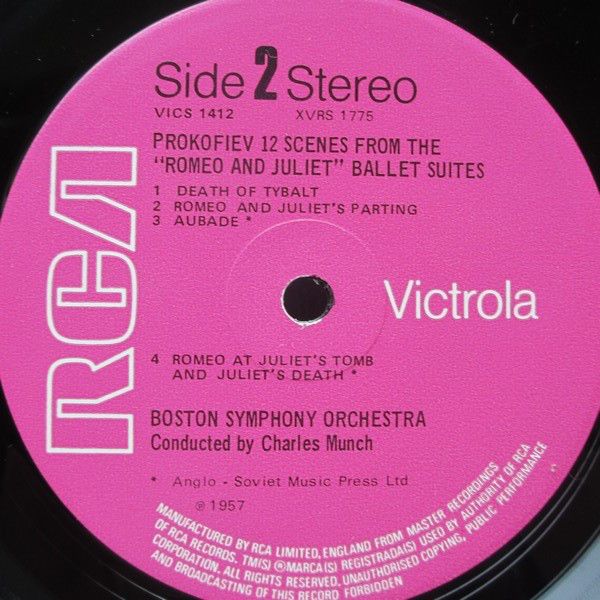 Side 2 Stereo
VICS 1412 XVRS 1775
PROKOFIEV 12 SCENES FROM THE
"ROMEO AND JULIET" BALLET SUITES
1 DEATH OF TYBALT
2 ROMEO AND JULIET'S PARTING
3 AUBADE *
RCA
Victrola
4 ROMEO AT JULIET'S TOMB
AND JULIET'S DEATH *
BOSTON SYMPHONY ORCHESTRA
Conducted by Charles Munch
* Anglo - Soviet Music Press Ltd
℗ 1957
MANUFACTURED BY RCA LIMITED, ENGLAND FROM MASTER RECORDINGS
OF RCA RECORDS. TM(S) ® MARCA(S) REGISTRADA(S) USED BY AUTHORITY OF RCA
CORPORATION. ALL RIGHTS RESERVED. UNAUTHORISED COPYING, PUBLIC PERFORMANCE
AND BROADCASTING OF THIS RECORD FORBIDDEN